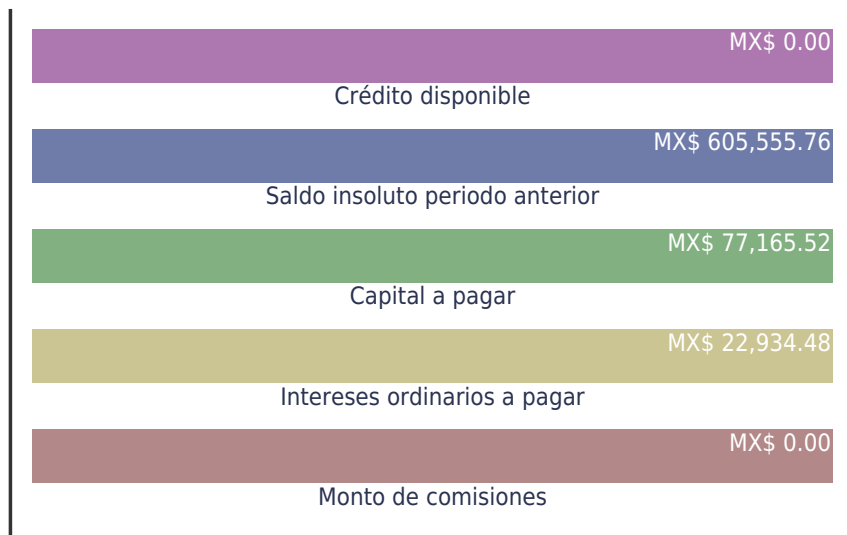 MX$ 0.00
Crédito disponible
MX$ 605,555.76
Saldo insoluto periodo anterior
MX$ 77,165.52
Capital a pagar
MX$ 22,934.48
Intereses ordinarios a pagar
MX$ 0.00
Monto de comisiones